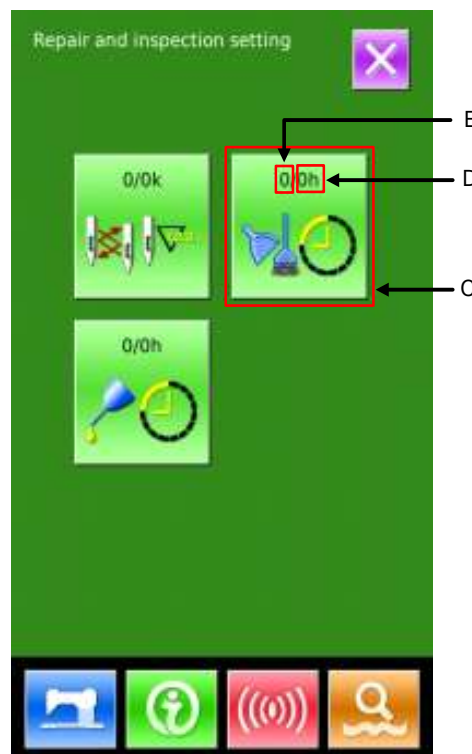 Repair and inspection setting
E
0/0k
0/0h
D
C
0/0h